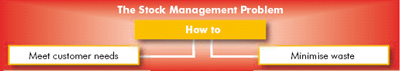 The Stock Management Problem
How to
Meet customer needs
Minimise waste